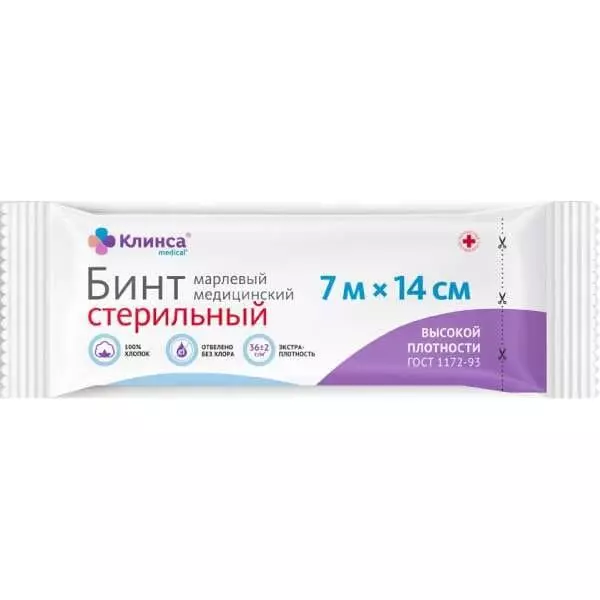 Клинса®
medical®
Бинт марлевый
медицинский
стерильный
7 м × 14 см
100%
ХЛОПОК
ОТБЕЛЕНО
БЕЗ ХЛОРА
36±2
г/м²
ЭКСТРА-
ПЛОТНОСТЬ
ВЫСОКОЙ
ПЛОТНОСТИ
ГОСТ 1172-93